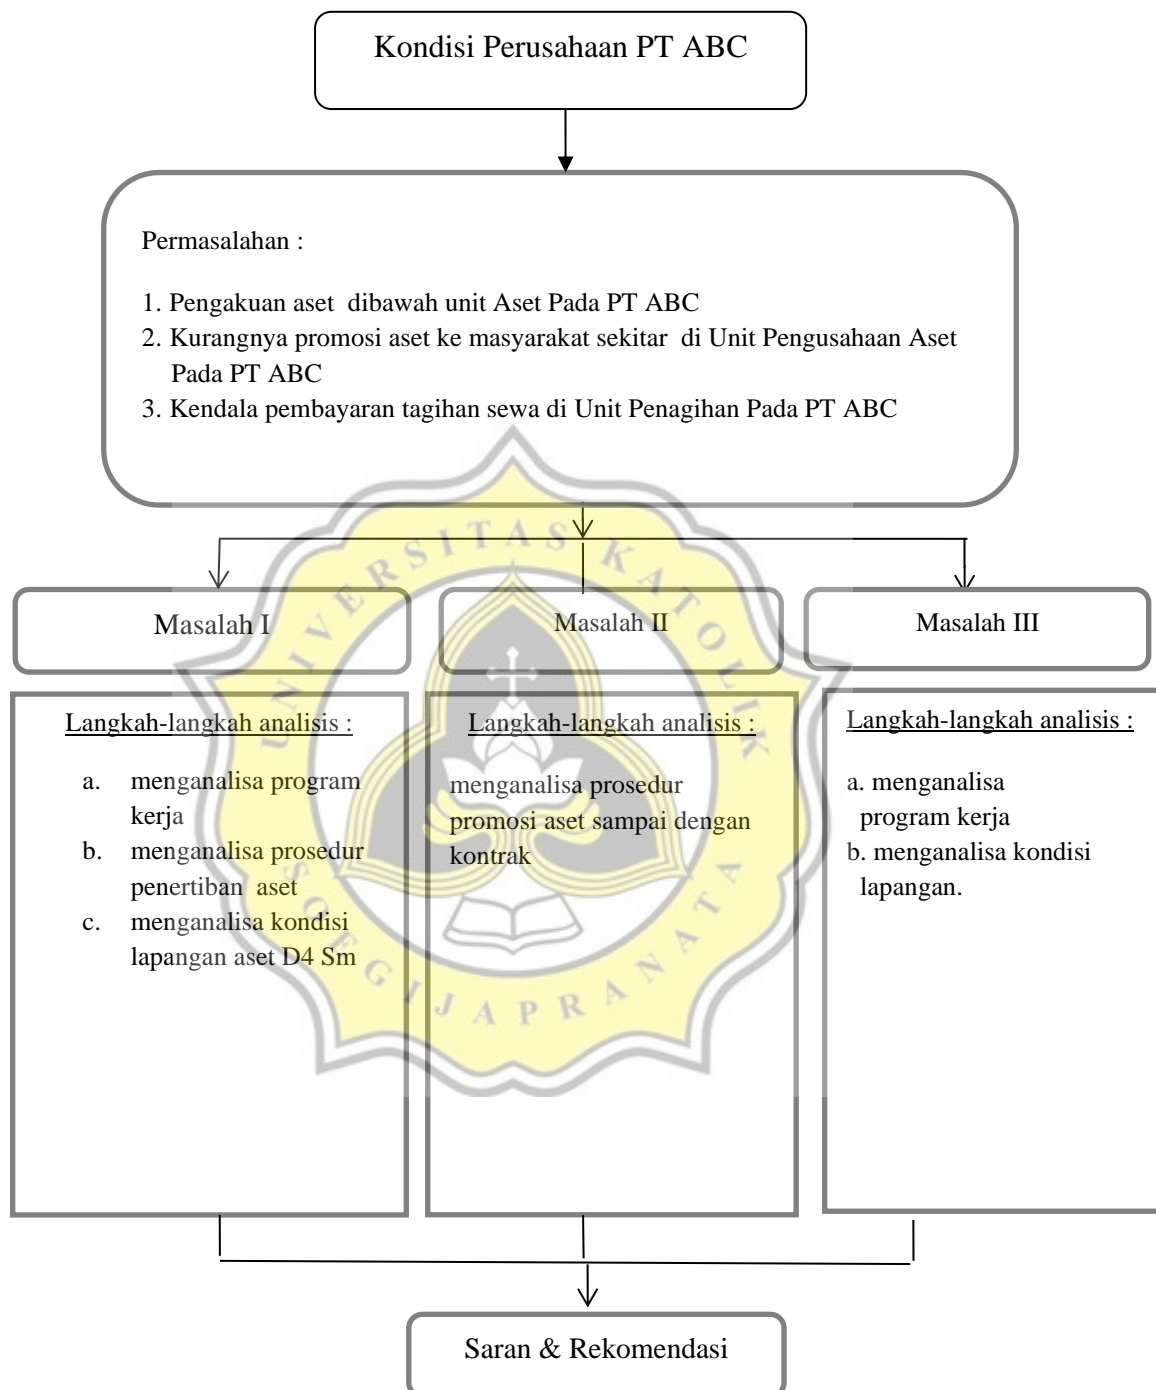 Kondisi Perusahaan PT ABC
Permasalahan :
1. Pengakuan aset dibawah unit Aset Pada PT ABC
2. Kurangnya promosi aset ke masyarakat sekitar di Unit Pengusahaan Aset
Pada PT ABC
3. Kendala pembayaran tagihan sewa di Unit Penagihan Pada PT ABC
UNIVERSITAS KATOLIK
SOEGIJAPRANATA
Masalah I
Masalah II
Masalah III
Langkah-langkah analisis :
a. menganalisa program
kerja
b. menganalisa prosedur
penertiban aset
c. menganalisa kondisi
lapangan aset D4 Sm
Langkah-langkah analisis :
menganalisa prosedur
promosi aset sampai dengan
kontrak
Langkah-langkah analisis :
a. menganalisa
program kerja
b. menganalisa kondisi
lapangan.
Saran & Rekomendasi